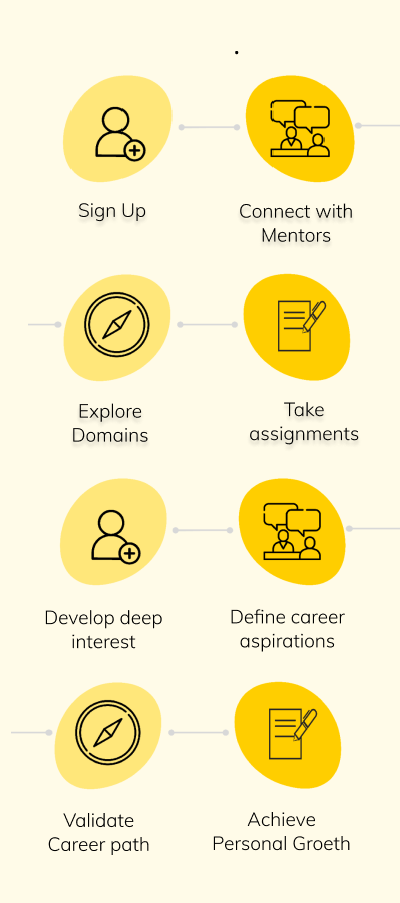 Sign Up
Connect with
Mentors
Explore
Domains
Take
assignments
Develop deep
interest
Define career
aspirations
Validate
Career path
Achieve
Personal Groeth